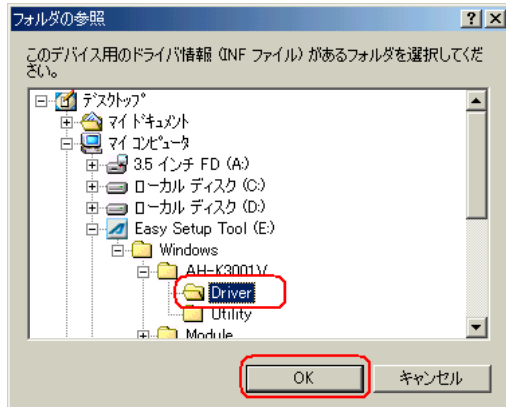 フォルダの参照
このデバイス用のドライバ情報 (INF ファイル) があるフォルダを選択してくだ
さい。
デスクトップ
マイ ドキュメント
マイ コンピュータ
3.5 インチ FD (A:)
ローカル ディスク (C:)
ローカル ディスク (D:)
Easy Setup Tool (E:)
Windows
AH-K3001V
Driver
Utility
Module
OK
キャンセル